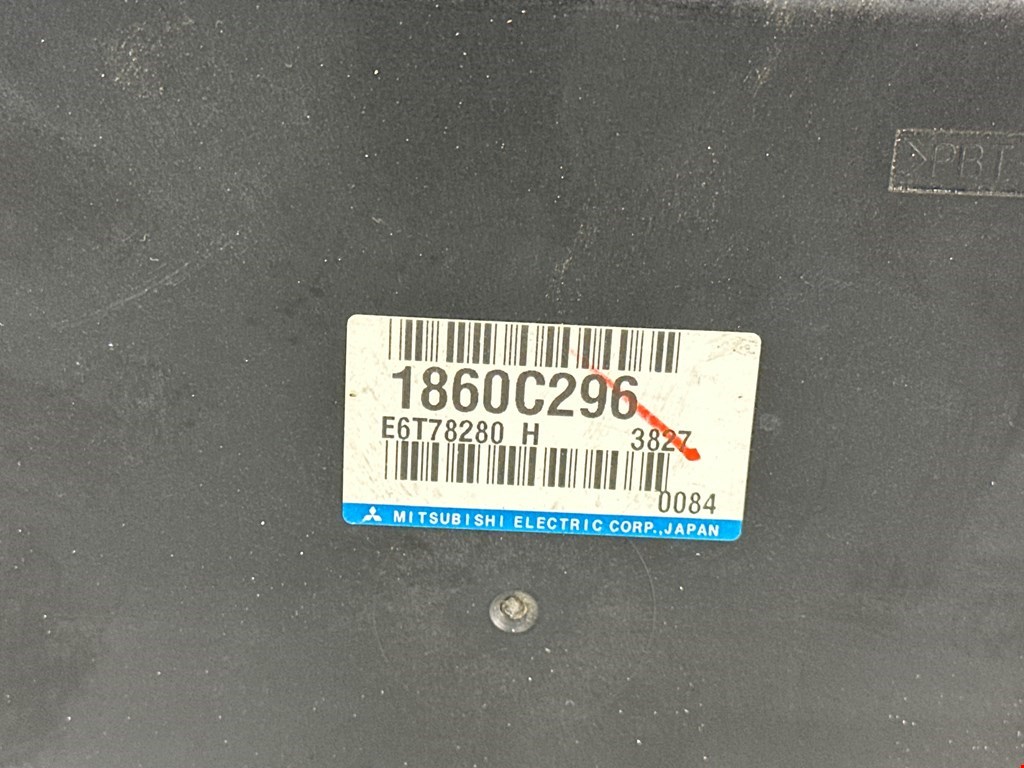 >PBT
1860C296
E6T78280 H 3827
0084
MITSUBISHI ELECTRIC CORP., JAPAN